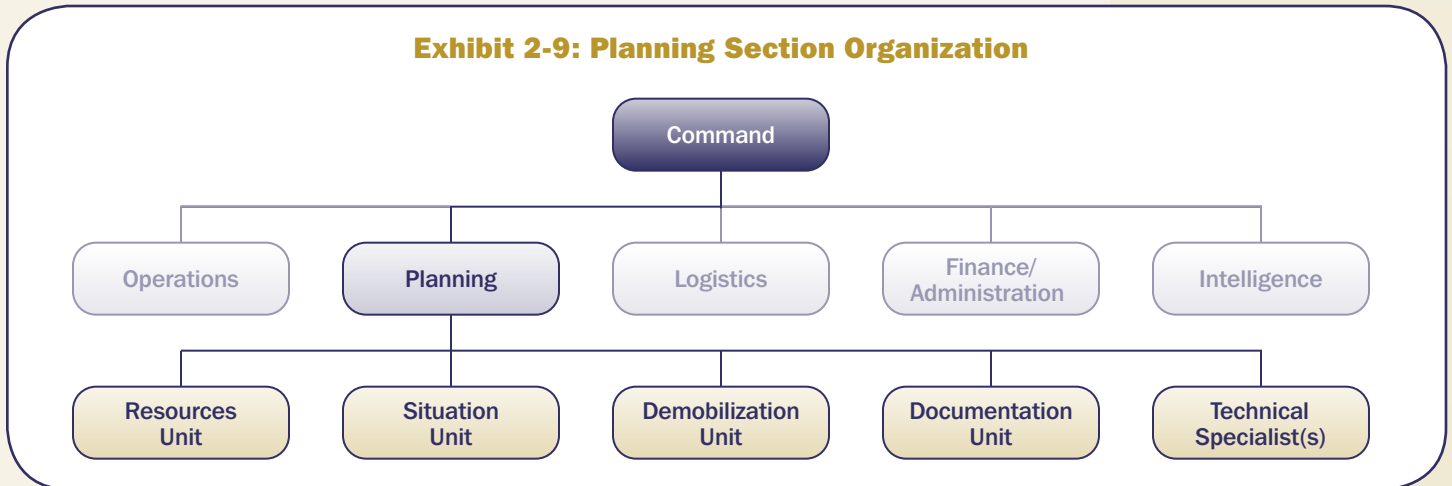 Exhibit 2-9: Planning Section Organization
Command
Operations
Planning
Logistics
Finance/
Administration
Intelligence
Resources
Unit
Situation
Unit
Demobilization
Unit
Documentation
Unit
Technical
Specialist(s)